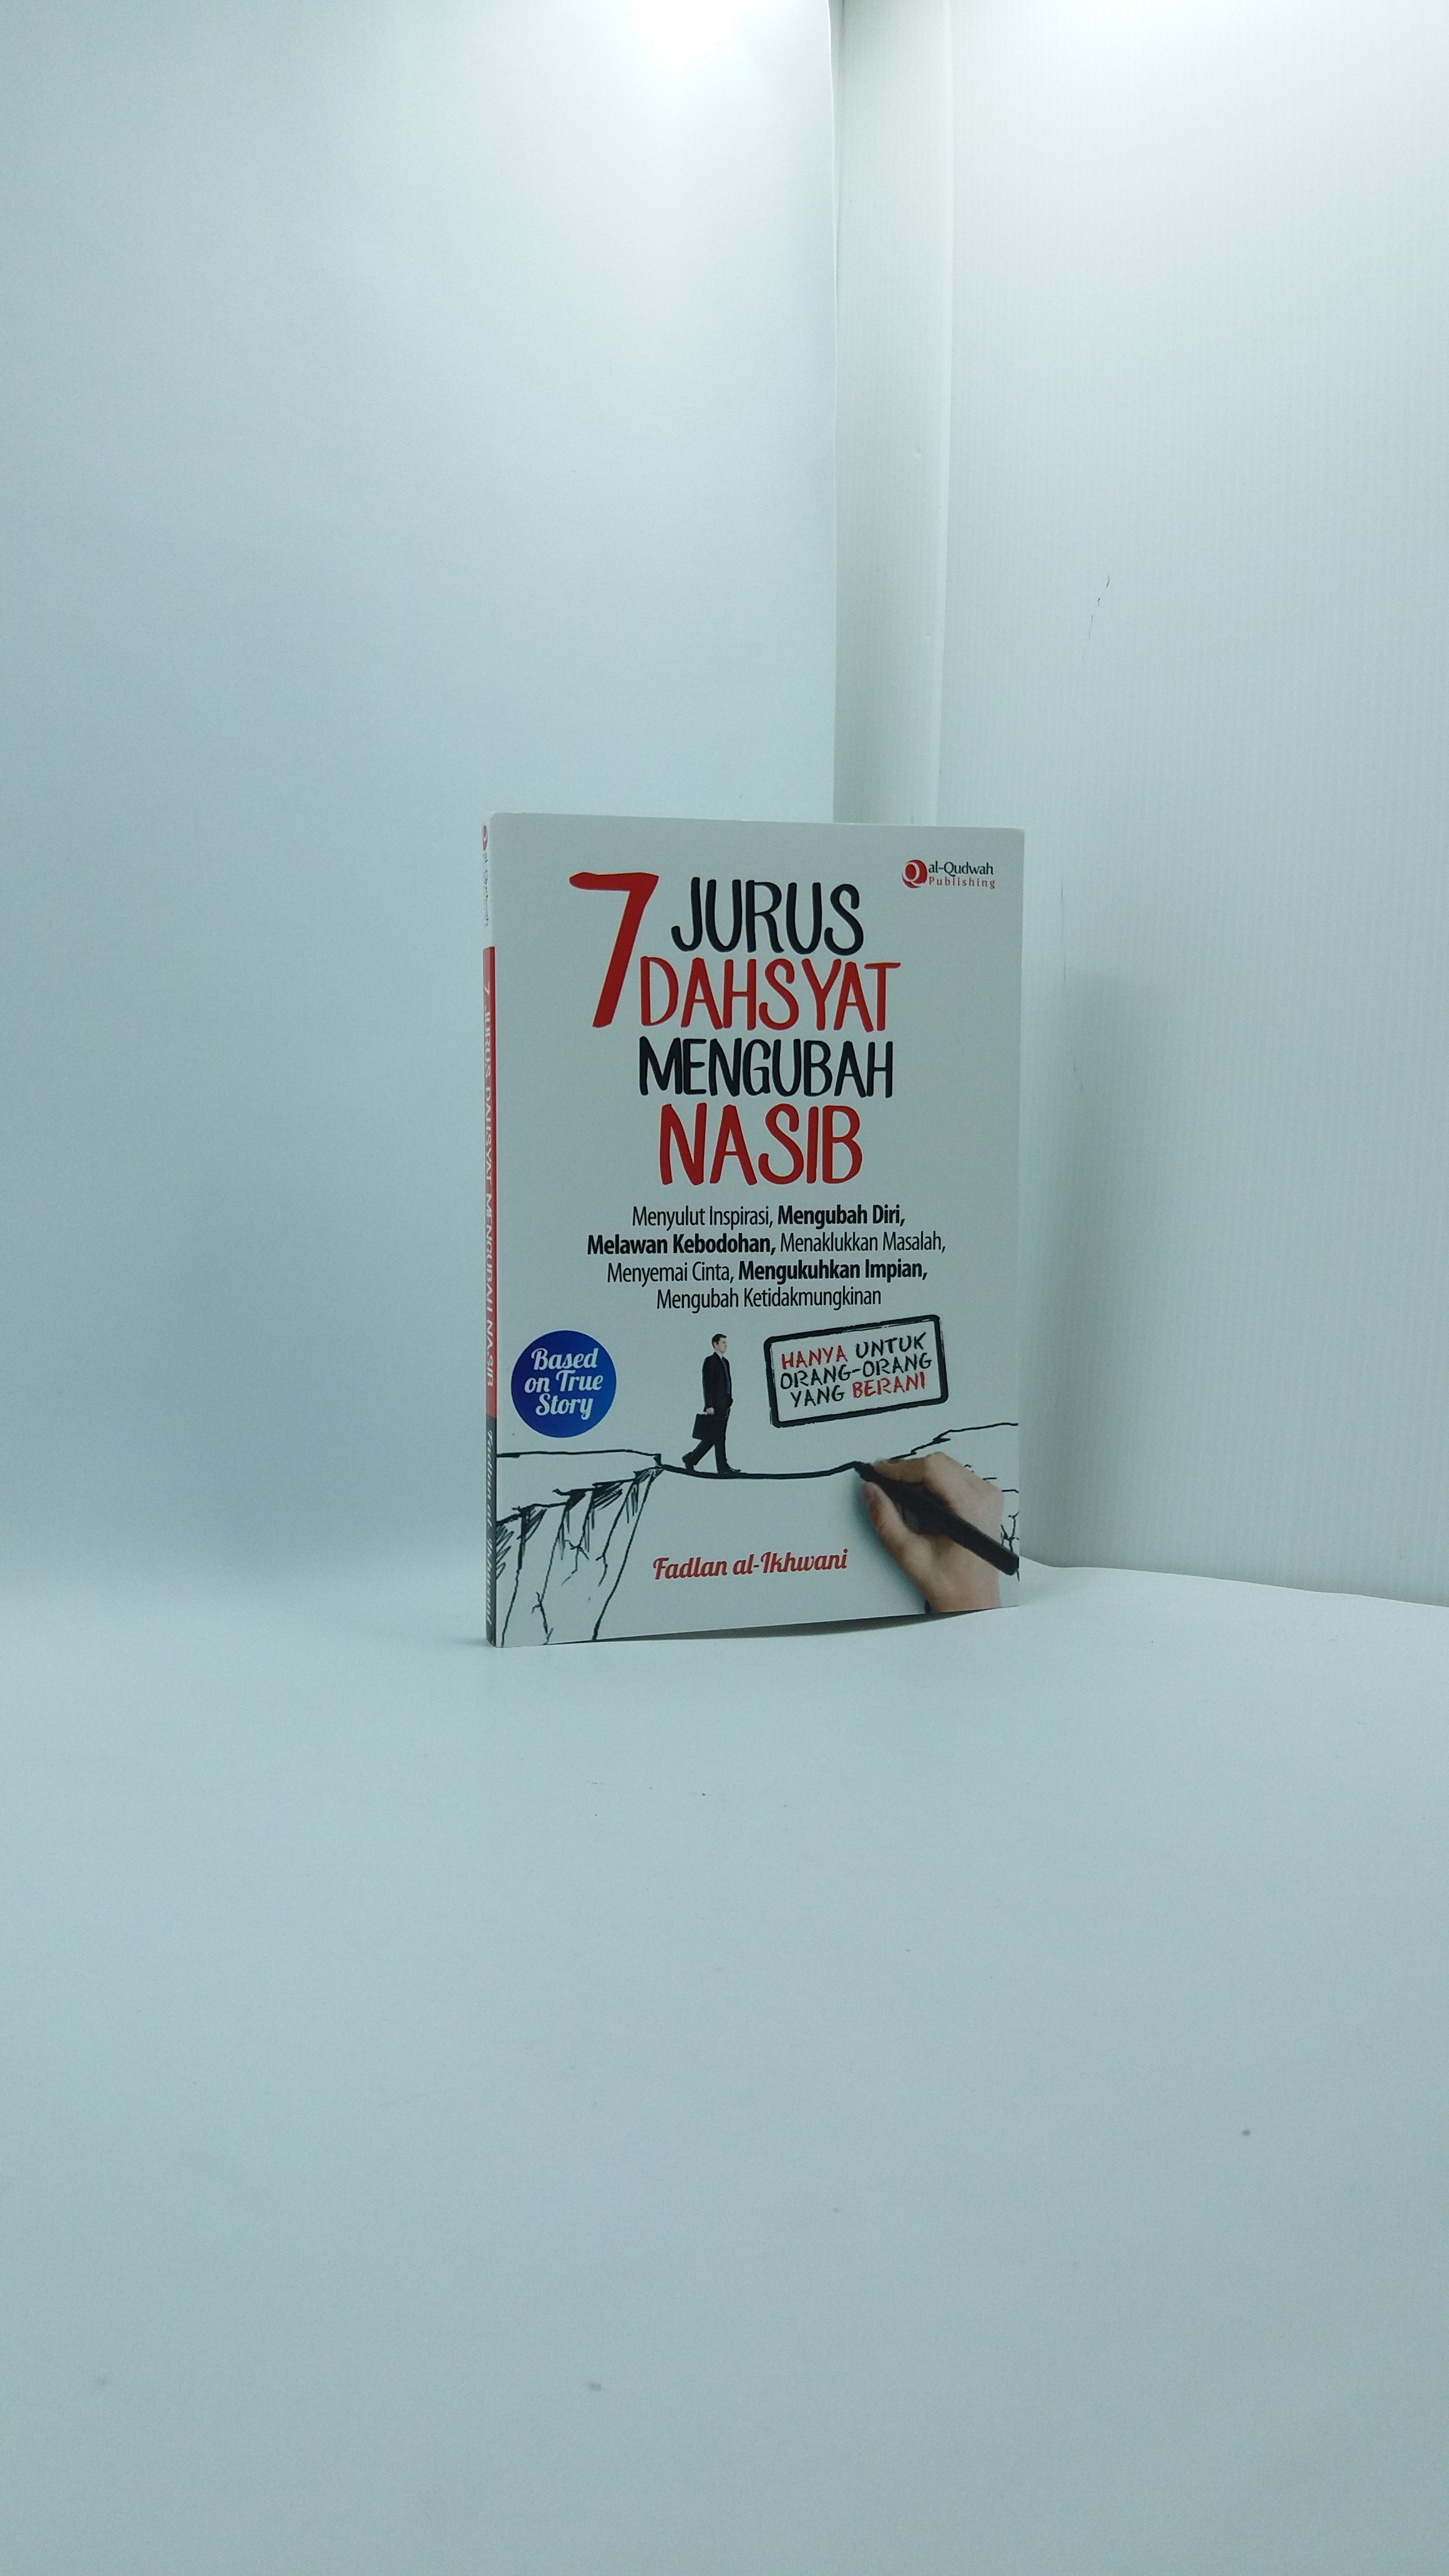 al-Qudwah
Publishing
7 JURUS
DAHSYAT
MENGUBAH
NASIB
Menyulut Inspirasi, Mengubah Diri,
Melawan Kebodohan, Menaklukkan Masalah,
Menyemai Cinta, Mengukuhkan Impian,
Mengubah Ketidakmungkinan
Based
on True
Story
HANYA UNTUK
ORANG-ORANG
YANG BERANI
Fadlan al-Ikhwani
7 JURUS DAHSYAT MENGUBAH NASIB